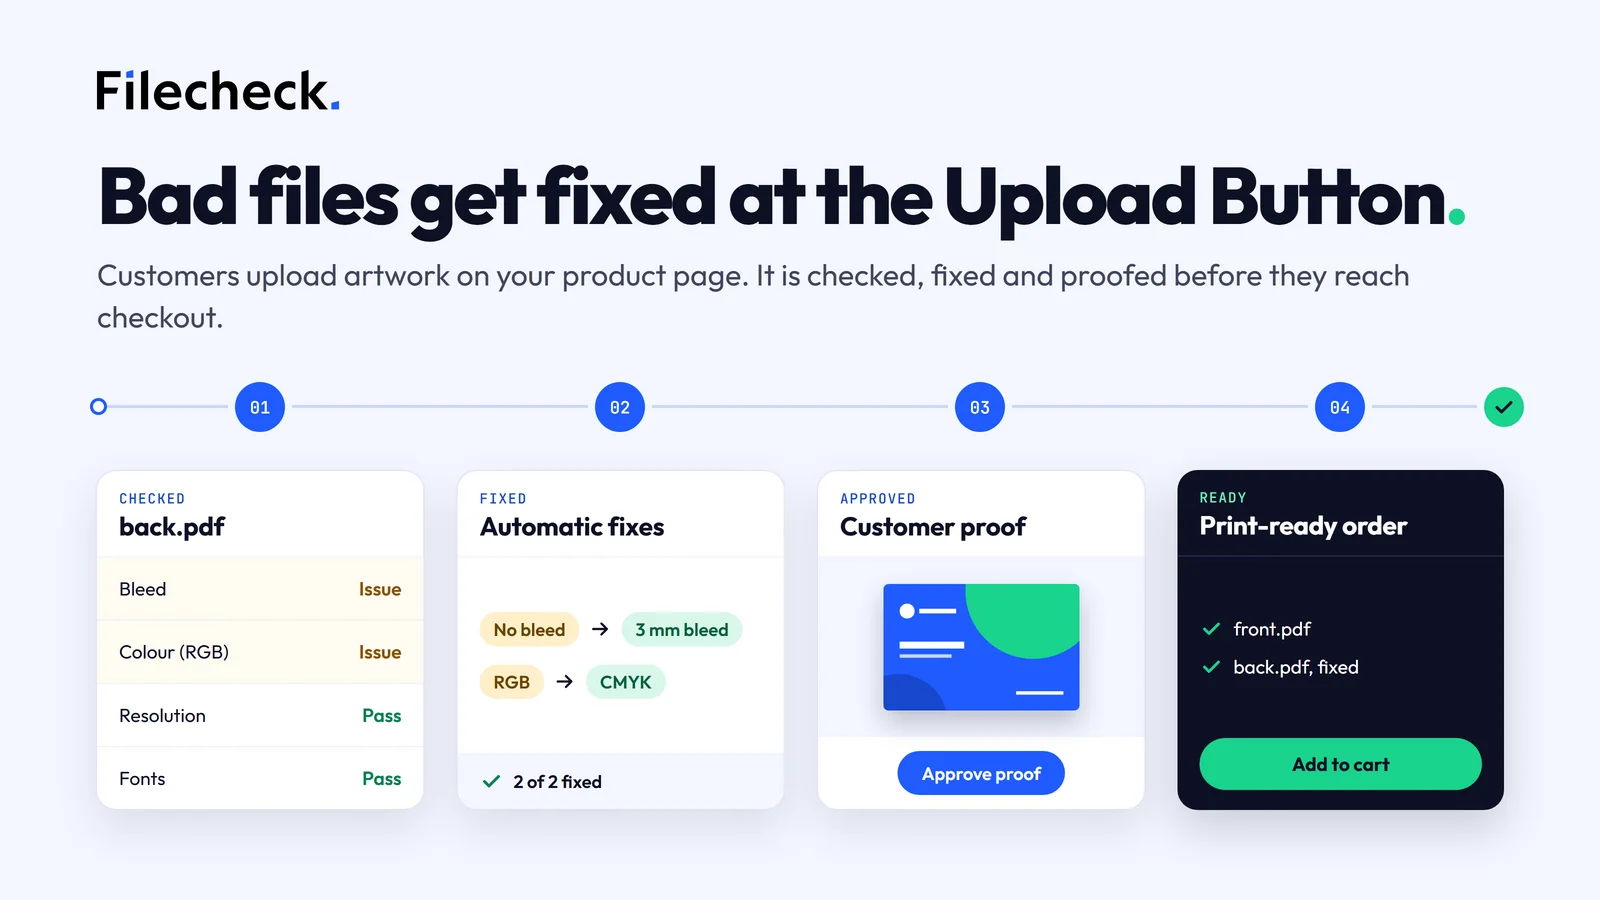 Filecheck.
Bad files get fixed at the Upload Button.
Customers upload artwork on your product page. It is checked, fixed and proofed before they reach
checkout.
01
02
03
04
CHECKED
back.pdf
Bleed Issue
Colour (RGB) Issue
Resolution Pass
Fonts Pass
FIXED
Automatic fixes
No bleed → 3 mm bleed
RGB → CMYK
2 of 2 fixed
APPROVED
Customer proof
Approve proof
READY
Print-ready order
front.pdf
back.pdf, fixed
Add to cart